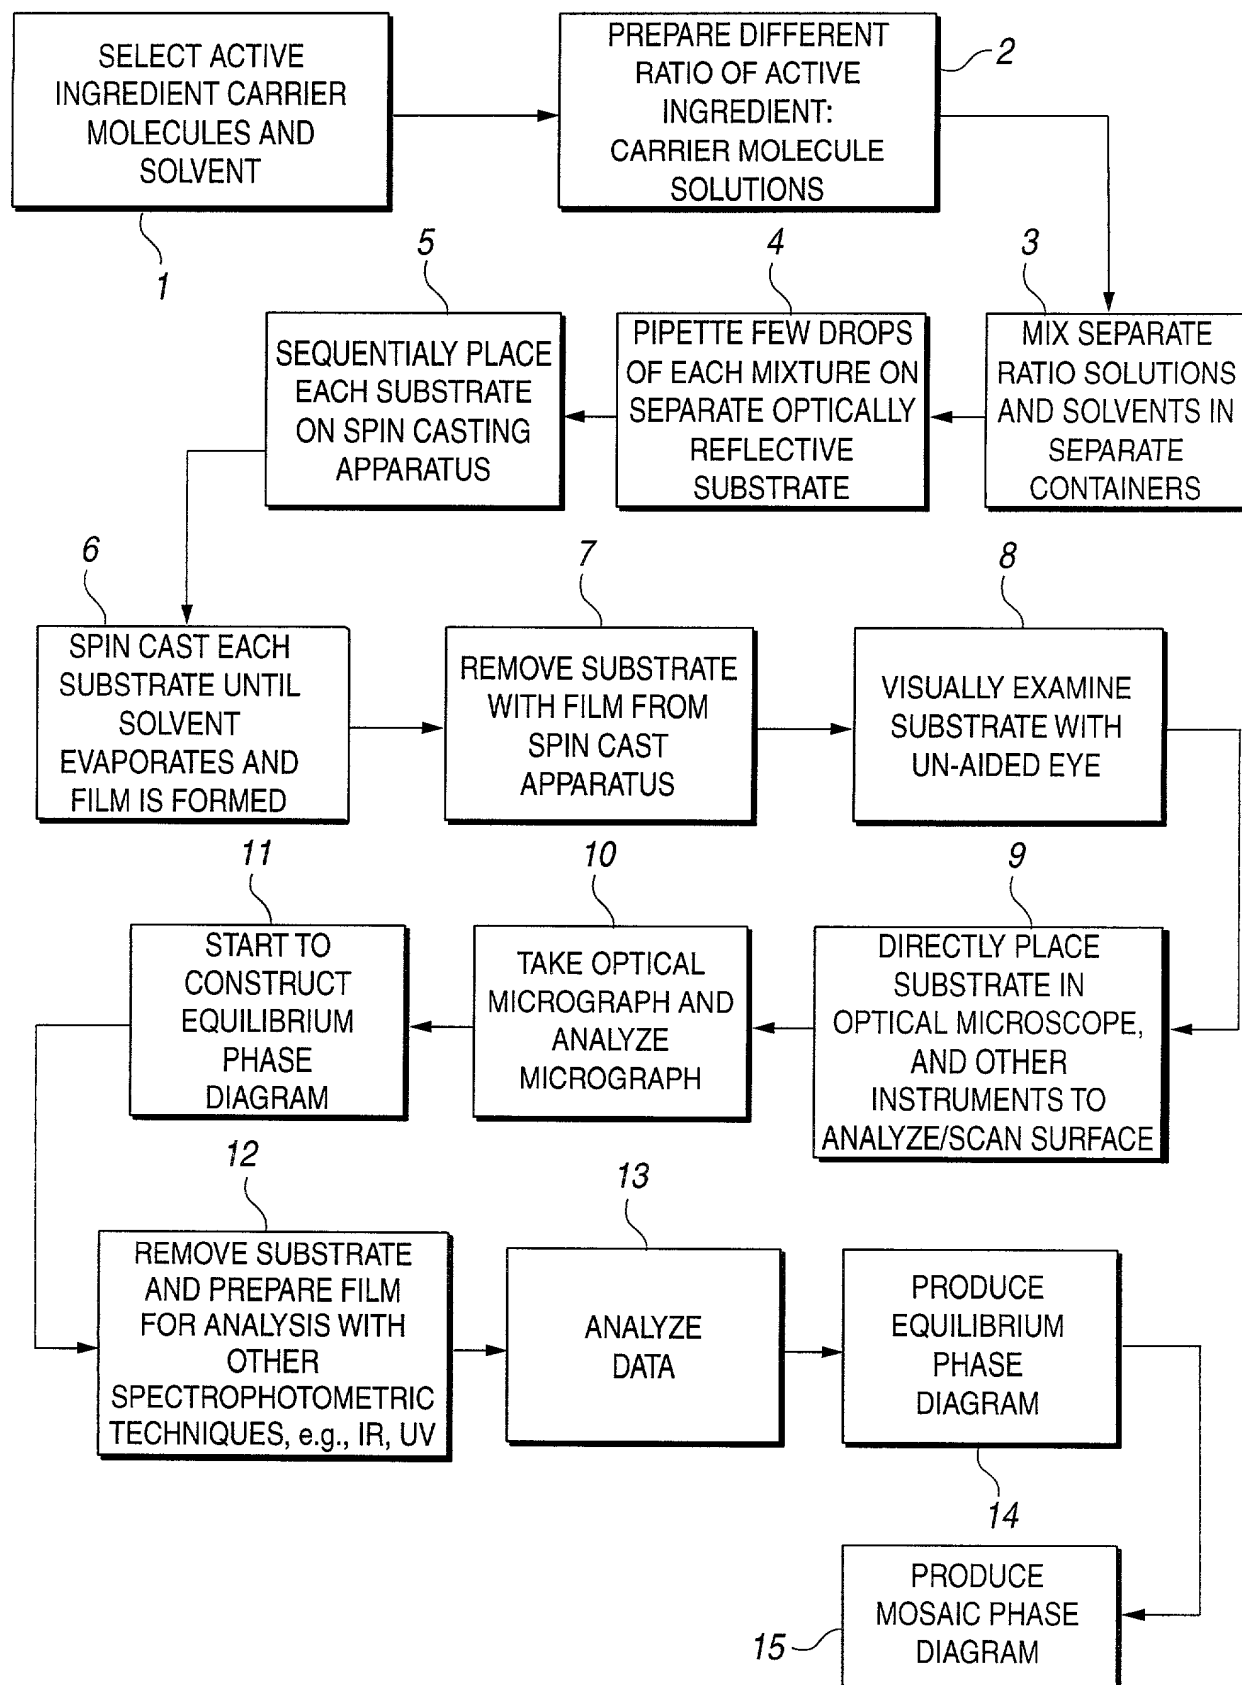 SELECT ACTIVE
INGREDIENT CARRIER
MOLECULES AND
SOLVENT
1
PREPARE DIFFERENT
RATIO OF ACTIVE
INGREDIENT:
CARRIER MOLECULE
SOLUTIONS
2
3
MIX SEPARATE
RATIO SOLUTIONS
AND SOLVENTS IN
SEPARATE
CONTAINERS
4
PIPETTE FEW DROPS
OF EACH MIXTURE ON
SEPARATE OPTICALLY
REFLECTIVE
SUBSTRATE
5
SEQUENTIALY PLACE
EACH SUBSTRATE
ON SPIN CASTING
APPARATUS
6
SPIN CAST EACH
SUBSTRATE UNTIL
SOLVENT
EVAPORATES AND
FILM IS FORMED
7
REMOVE SUBSTRATE
WITH FILM FROM
SPIN CAST
APPARATUS
8
VISUALLY EXAMINE
SUBSTRATE WITH
UN-AIDED EYE
9
DIRECTLY PLACE
SUBSTRATE IN
OPTICAL MICROSCOPE,
AND OTHER
INSTRUMENTS TO
ANALYZE/SCAN SURFACE
10
TAKE OPTICAL
MICROGRAPH AND
ANALYZE
MICROGRAPH
11
START TO
CONSTRUCT
EQUILIBRIUM
PHASE
DIAGRAM
12
REMOVE SUBSTRATE
AND PREPARE FILM
FOR ANALYSIS WITH
OTHER
SPECTROPHOTOMETRIC
TECHNIQUES, e.g., IR, UV
13
ANALYZE
DATA
PRODUCE
EQUILIBRIUM
PHASE
DIAGRAM
14
PRODUCE
MOSAIC PHASE
DIAGRAM
15